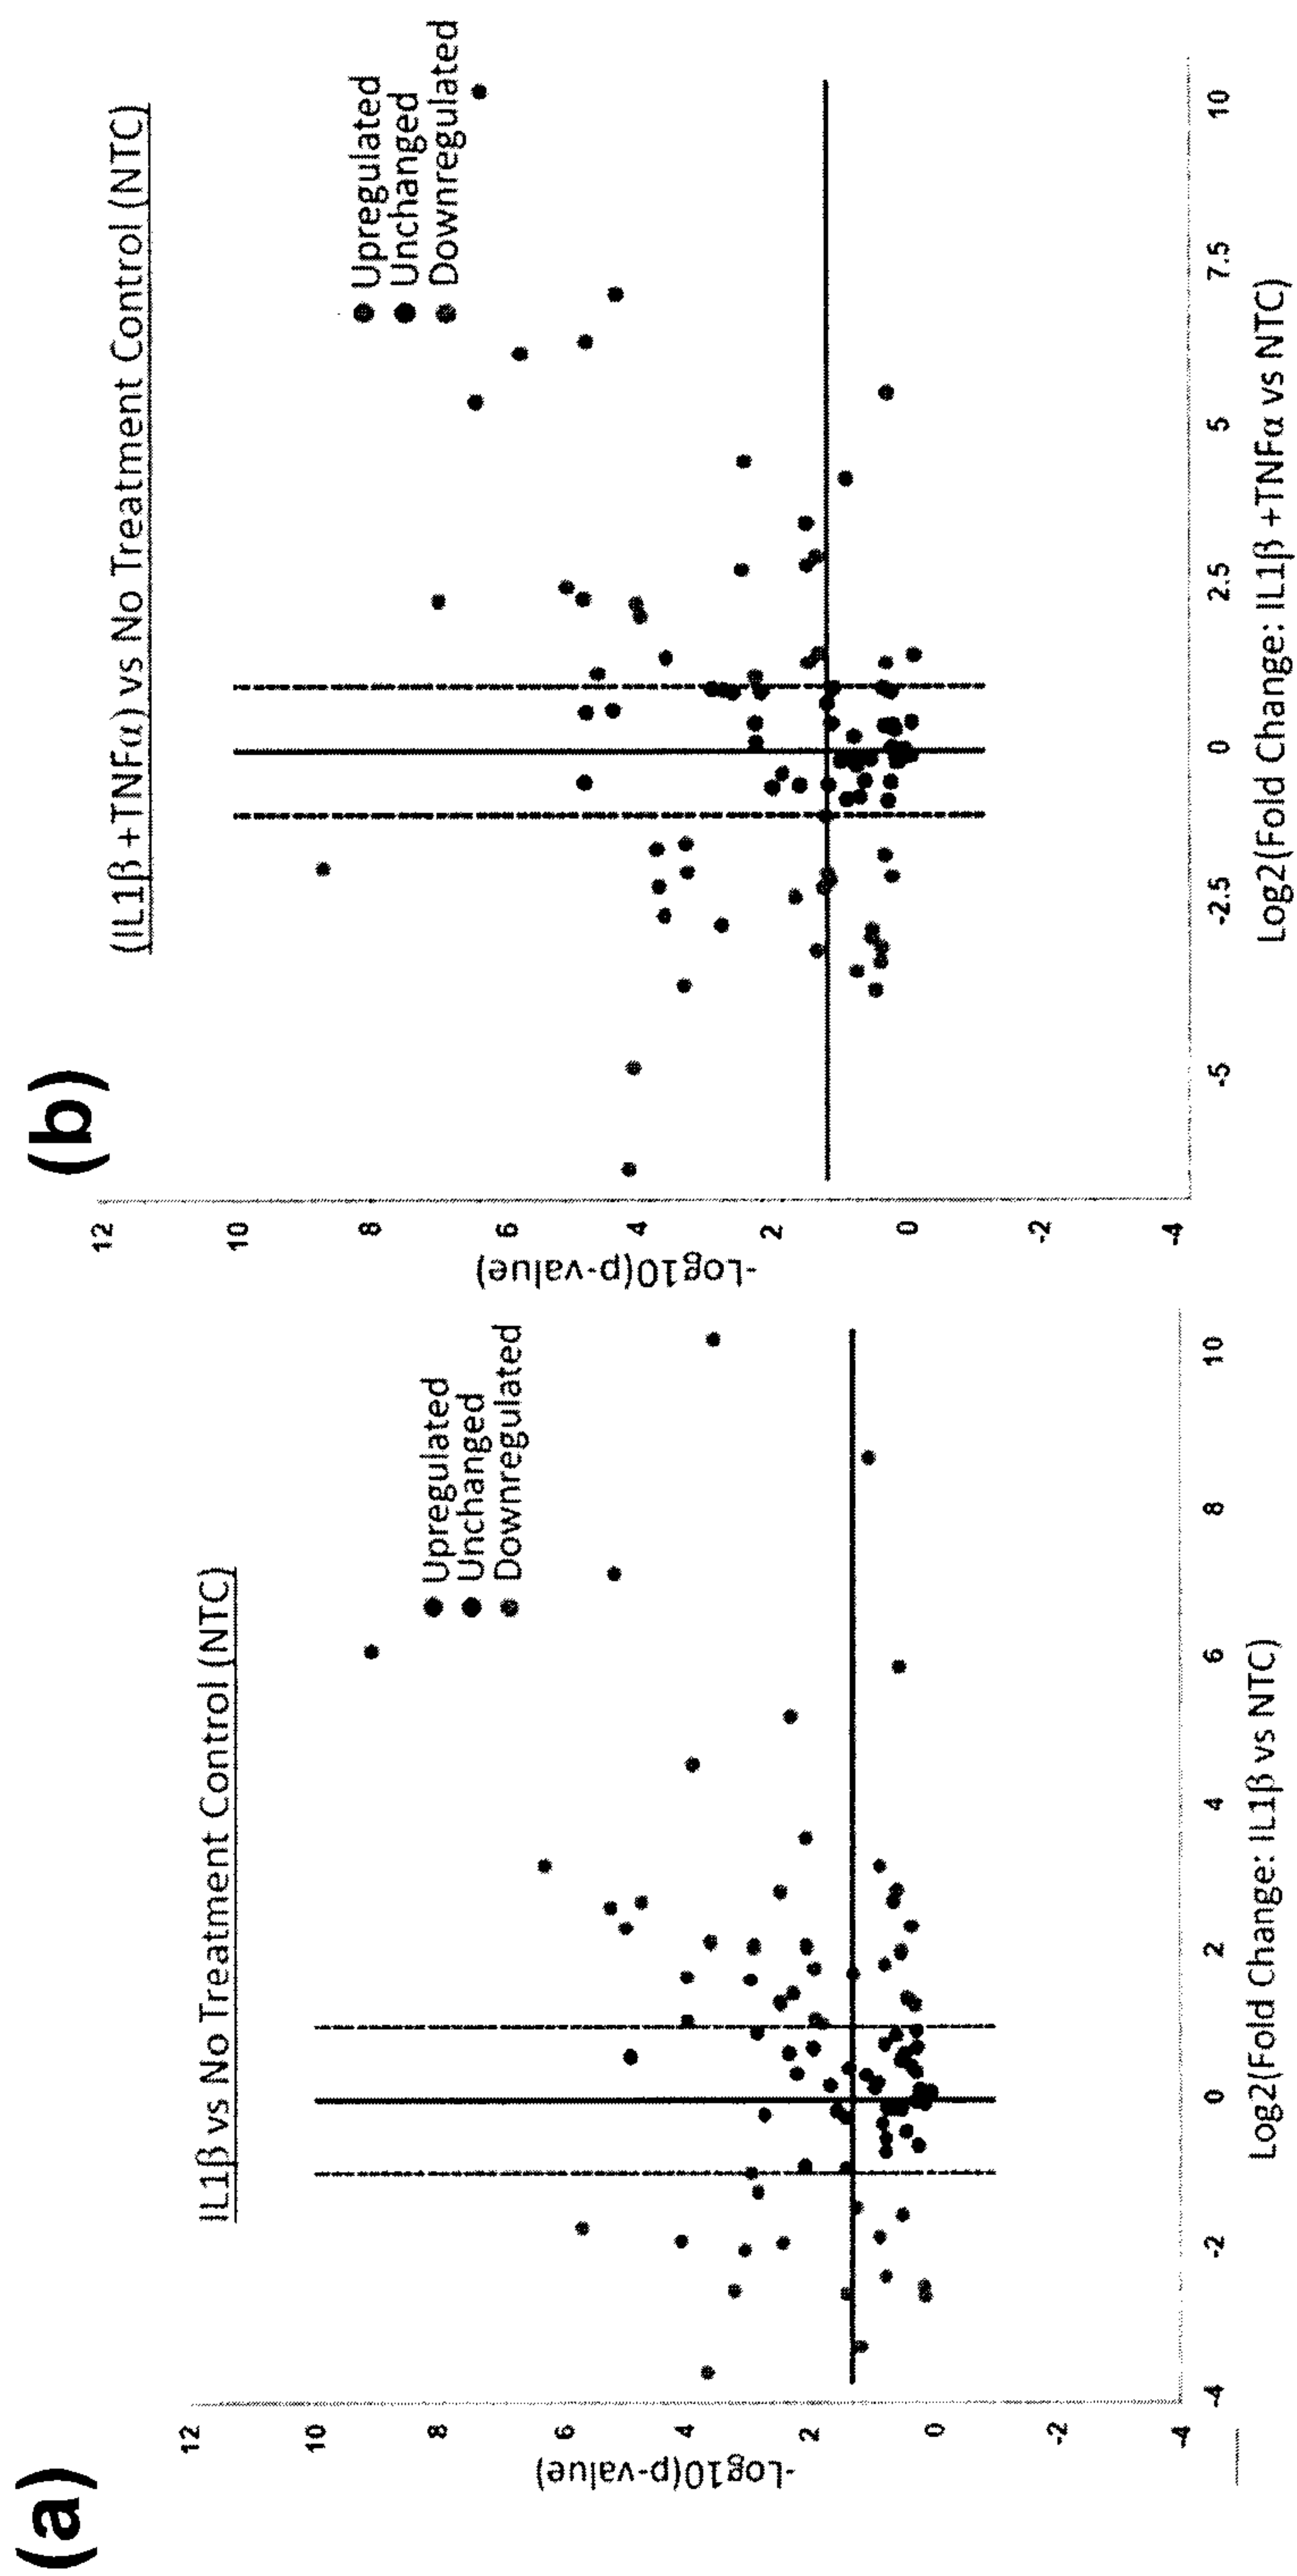 (a)
IL1β vs No Treatment Control (NTC)
Upregulated
Unchanged
Downregulated
12
10
8
6
4
2
0
-2
-4
-Log10(p-value)
-4
-2
0
2
4
6
8
10
Log2(Fold Change: IL1β vs NTC)
(b)
(IL1β +TNFα) vs No Treatment Control (NTC)
Upregulated
Unchanged
Downregulated
12
10
8
6
4
2
0
-2
-4
-Log10(p-value)
-5
-2.5
0
2.5
5
7.5
10
Log2(Fold Change: IL1β +TNFα vs NTC)